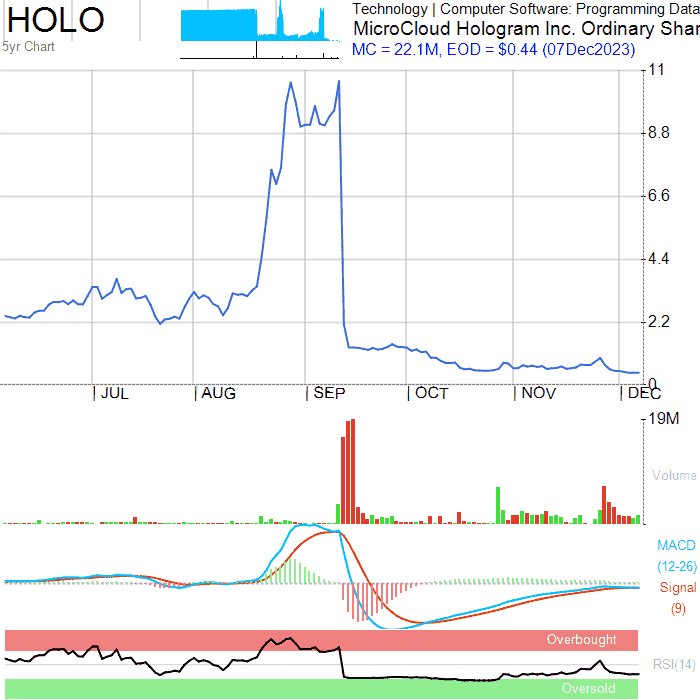 HOLO
5yr Chart
Technology | Computer Software: Programming Data
MicroCloud Hologram Inc. Ordinary Shar
MC = 22.1M, EOD = $0.44 (07Dec2023)
11
8.8
6.6
4.4
2.2
0
| JUL | AUG | SEP | OCT | NOV | DEC
19M
Volume
MACD
(12-26)
Signal
(9)
Overbought
RSI(14)
Oversold